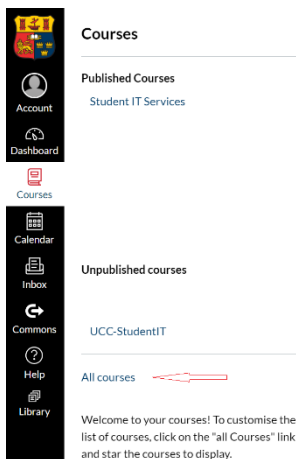 Courses
Published Courses
Student IT Services
Account
Dashboard
Courses
Calendar
Unpublished courses
Inbox
Commons
UCC-StudentIT
Help
All courses
Library
Welcome to your courses! To customise the
list of courses, click on the "all Courses" link
and star the courses to display.